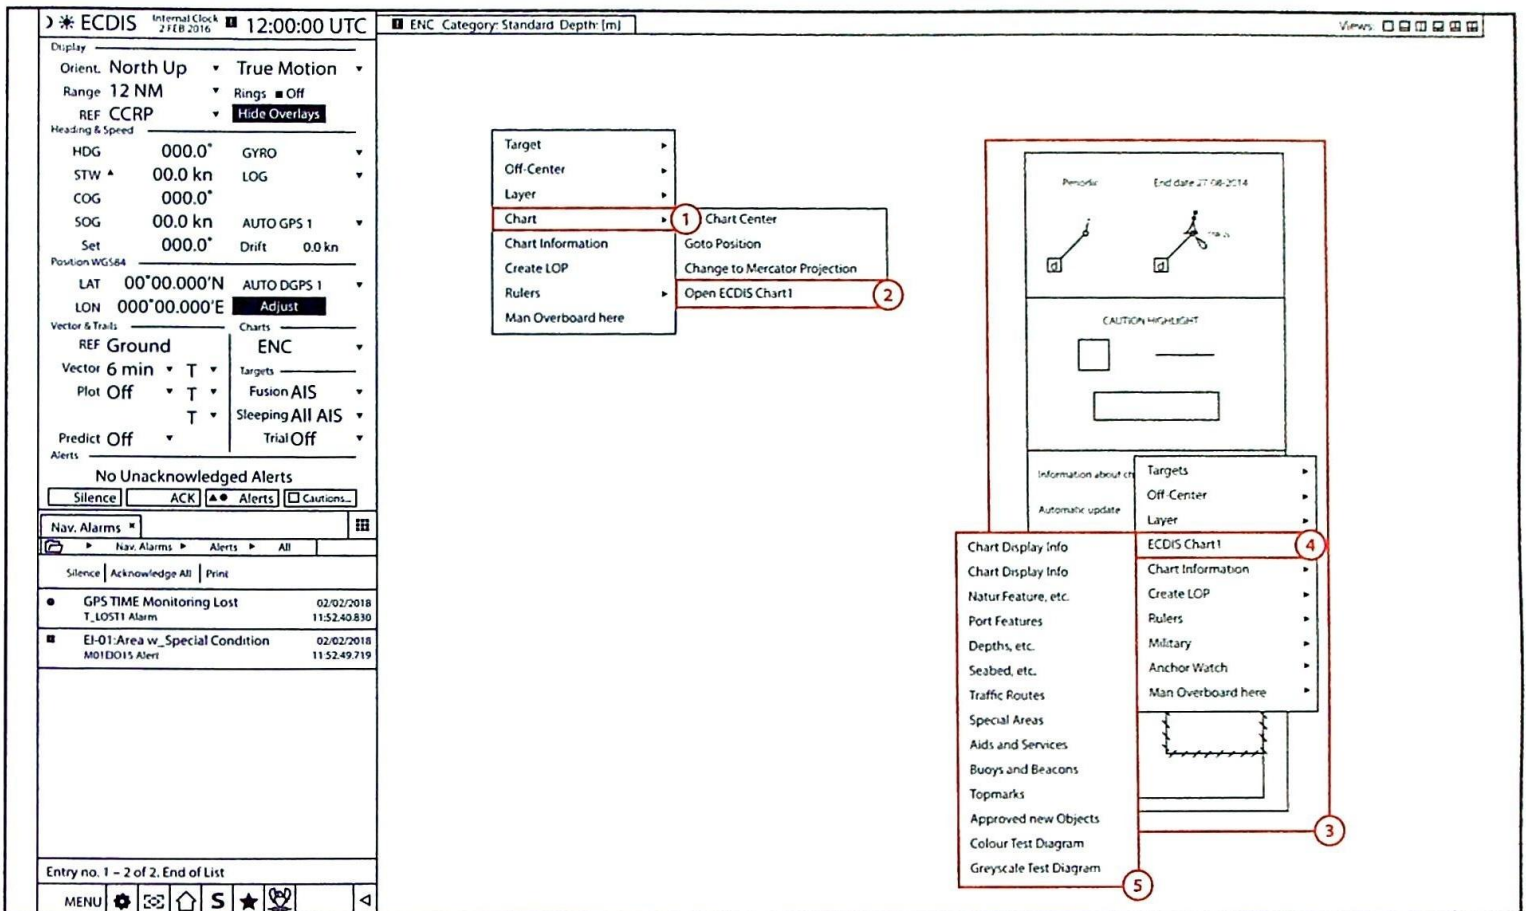 ECDIS Internal Clock 2 FEB 2016 12:00:00 UTC
Display
Orient. North Up True Motion
Range 12 NM Rings Off
REF CCRP Hide Overlays
Heading & Speed
HDG 000.0° GYRO
STW 00.0 kn LOG
COG 000.0°
SOG 00.0 kn AUTO GPS 1
Set 000.0° Drift 0.0 kn
Position WGS84
LAT 00°00.000'N AUTO DGPS 1
LON 000°00.000'E Adjust
Vector & Trails Charts
REF Ground ENC
Vector 6 min T Targets
Plot Off T Fusion AIS
T Sleeping All AIS
Predict Off Trial Off
Alerts
No Unacknowledged Alerts
Silence ACK Alerts Cautions...
Nav. Alarms
Nav. Alarms Alerts All
Silence Acknowledge All Print
GPS TIME Monitoring Lost 02/02/2018
T_LOST1 Alarm 11:52.40.830
EI-01:Area w_Special Condition 02/02/2018
M01DO15 Alert 11:52.49.719
Entry no. 1 – 2 of 2. End of List
MENU S
ENC Category: Standard Depth: [m]
Views:
Target
Off-Center
Layer
Chart
Chart Information
Create LOP
Rulers
Man Overboard here
1
Chart Center
Goto Position
Change to Mercator Projection
Open ECDIS Chart1
2
Periodic End date 27-08-2014
d d
CAUTION HIGHLIGHT
Information about ch
Automatic update
Targets
Off-Center
Layer
ECDIS Chart1
4
Chart Information
Create LOP
Rulers
Military
Anchor Watch
Man Overboard here
3
Chart Display Info
Chart Display Info
Natur Feature, etc.
Port Features
Depths, etc.
Seabed, etc.
Traffic Routes
Special Areas
Aids and Services
Buoys and Beacons
Topmarks
Approved new Objects
Colour Test Diagram
Greyscale Test Diagram
5